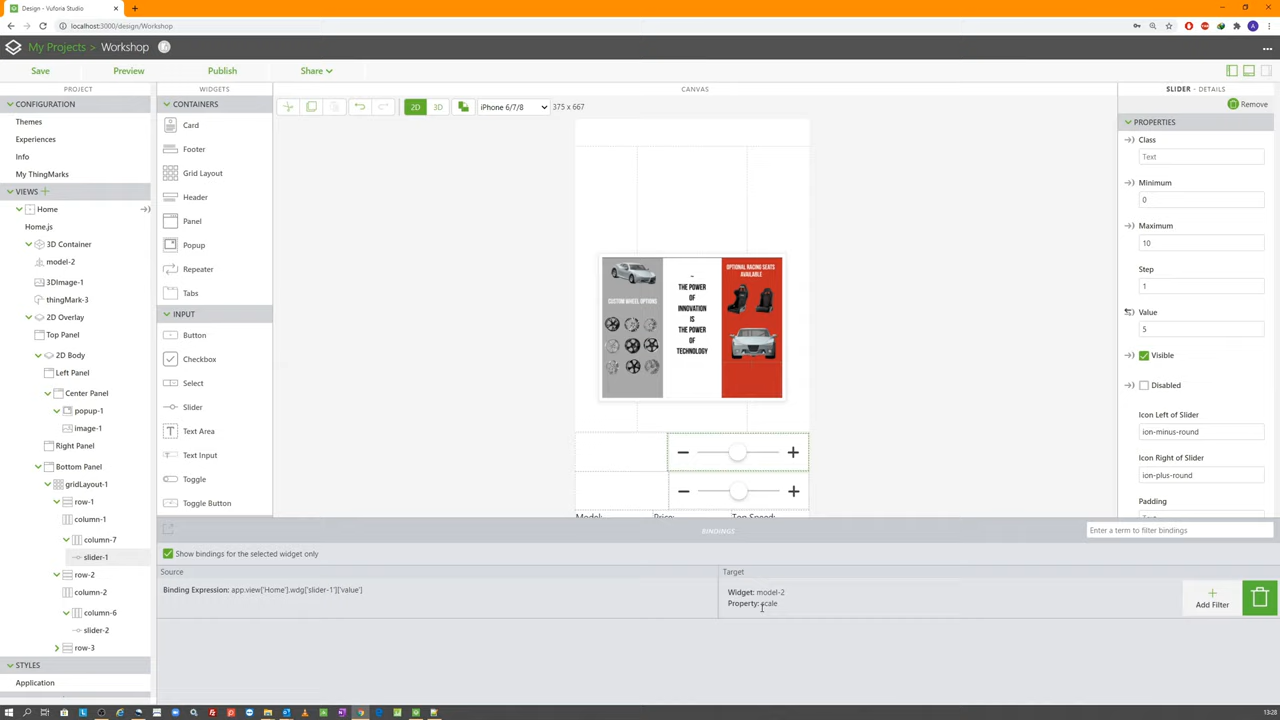 Dashboard - Vuforia Studio
localhost:3000/design/Workshop
My Projects > Workshop
Save
Preview
Publish
Share
PROJECT
WIDGETS
CANVAS
SLIDER - DETAILS
CONFIGURATION
Themes
Experiences
Info
My ThingMarks
VIEWS
Home
Home.js
3D Container
model-2
3DImage-1
thingMark-3
2D Overlay
Top Panel
2D Body
Left Panel
Center Panel
popup-1
image-1
Right Panel
Bottom Panel
gridLayout-1
row-1
column-1
column-7
slider-1
row-2
column-2
column-6
slider-2
row-3
STYLES
Application
CONTAINERS
Card
Footer
Grid Layout
Header
Panel
Popup
Repeater
Tabs
INPUT
Button
Checkbox
Select
Slider
Text Area
Text Input
Toggle
Toggle Button
2D
3D
iPhone 6/7/8
375 x 667
CUSTOM WHEEL OPTIONS
THE POWER
OF
INNOVATION
IS
THE POWER
OF
TECHNOLOGY
OPTIONAL RACING SEATS
AVAILABLE
Model:
Price:
Top Speed:
Remove
PROPERTIES
Class
Text
Minimum
0
Maximum
10
Step
1
Value
5
Visible
Disabled
Icon Left of Slider
ion-minus-round
Icon Right of Slider
ion-plus-round
Padding
BINDINGS
Enter a term to filter bindings
Show bindings for the selected widget only
Source
Target
Binding Expression: app.view['Home'].wdg['slider-1']['value']
Widget: model-2
Property: scale
Add Filter
13:28